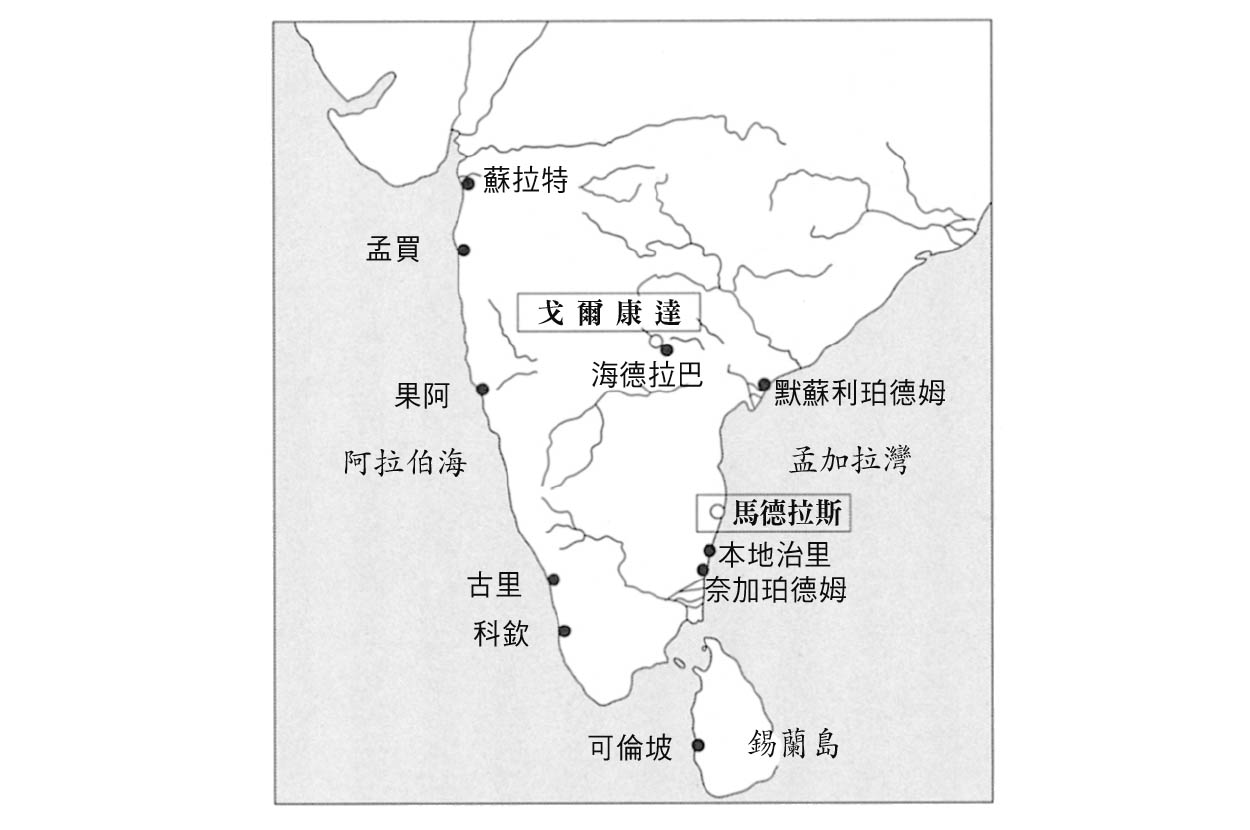 蘇拉特
孟買
戈爾康達
海德拉巴
果阿
默蘇利珀德姆
阿拉伯海
孟加拉灣
馬德拉斯
本地治里
古里
奈加珀德姆
科欽
可倫坡
錫蘭島